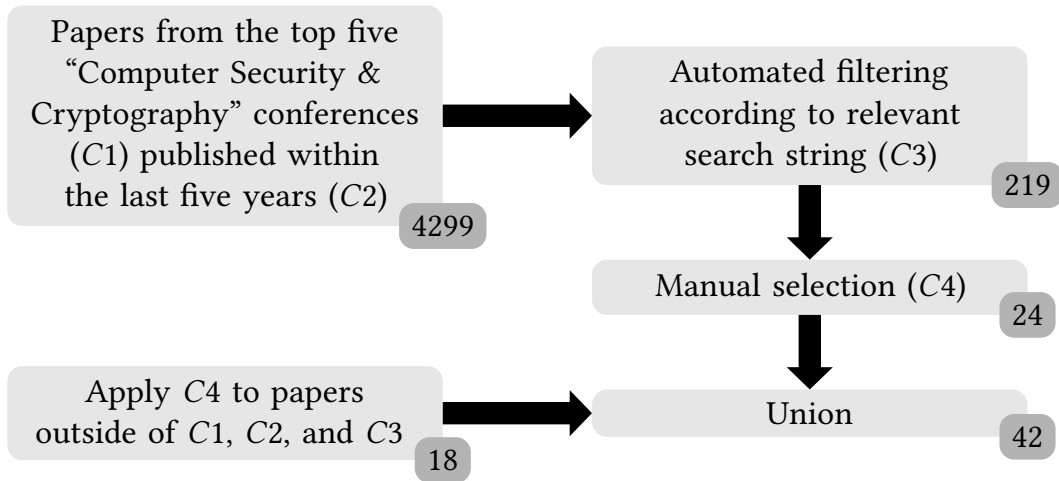 Papers from the top five
“Computer Security &
Cryptography” conferences
(C1) published within
the last five years (C2)
4299
Automated filtering
according to relevant
search string (C3)
219
Manual selection (C4)
24
Apply C4 to papers
outside of C1, C2, and C3
18
Union
42